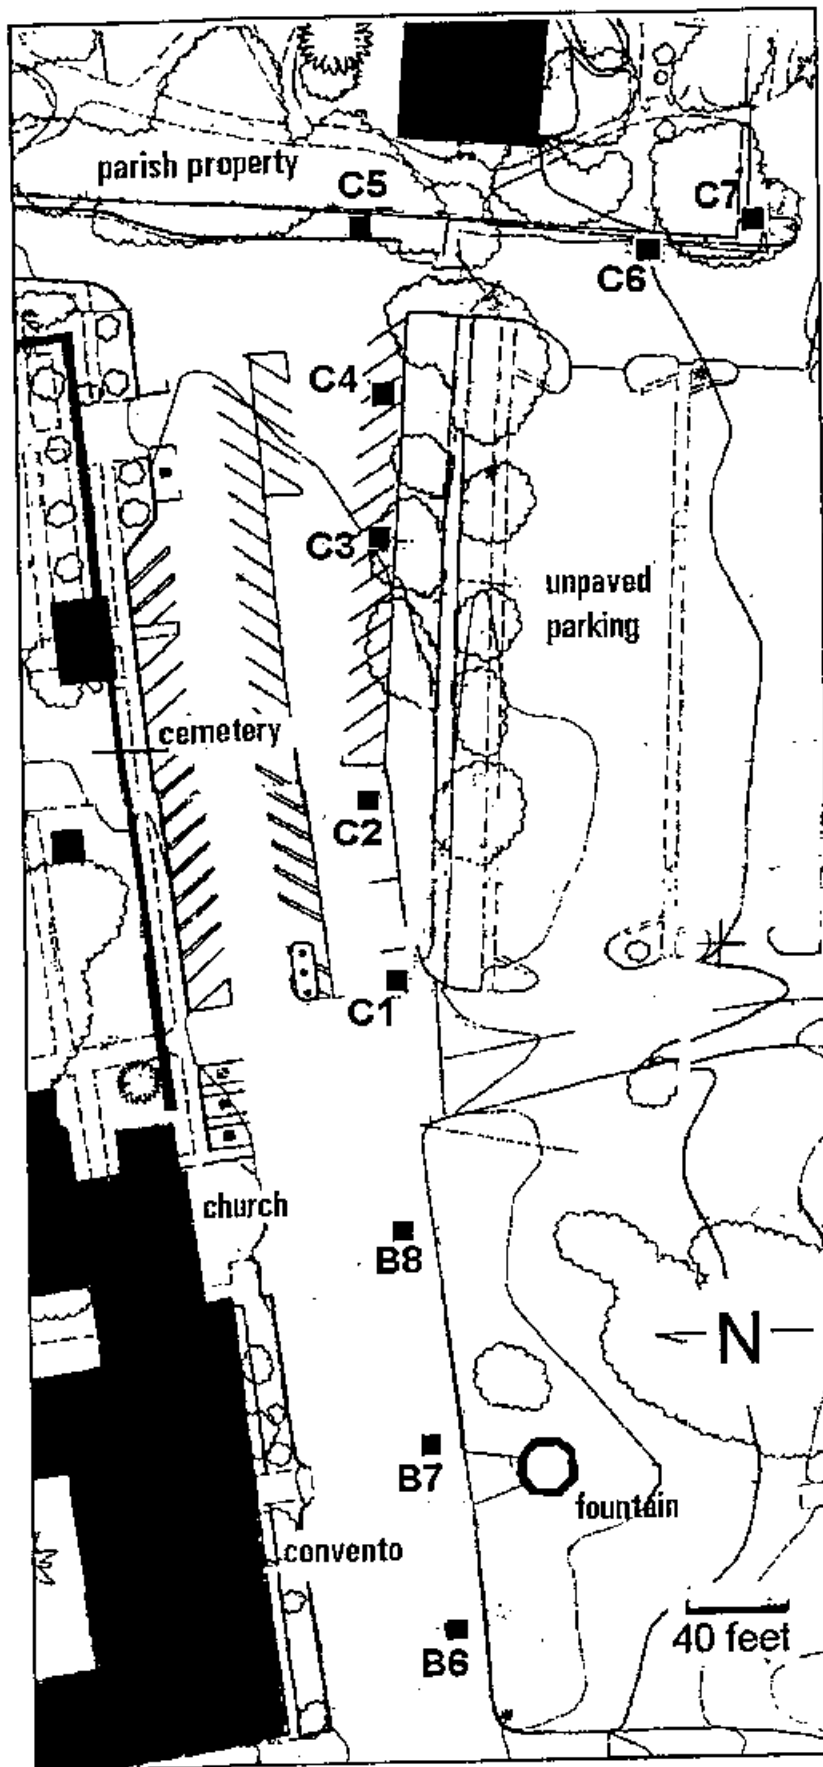 parish property
C5
C7
C6
C4
C3
unpaved
parking
cemetery
C2
C1
church
B8
N
B7
fountain
convento
40 feet
B6